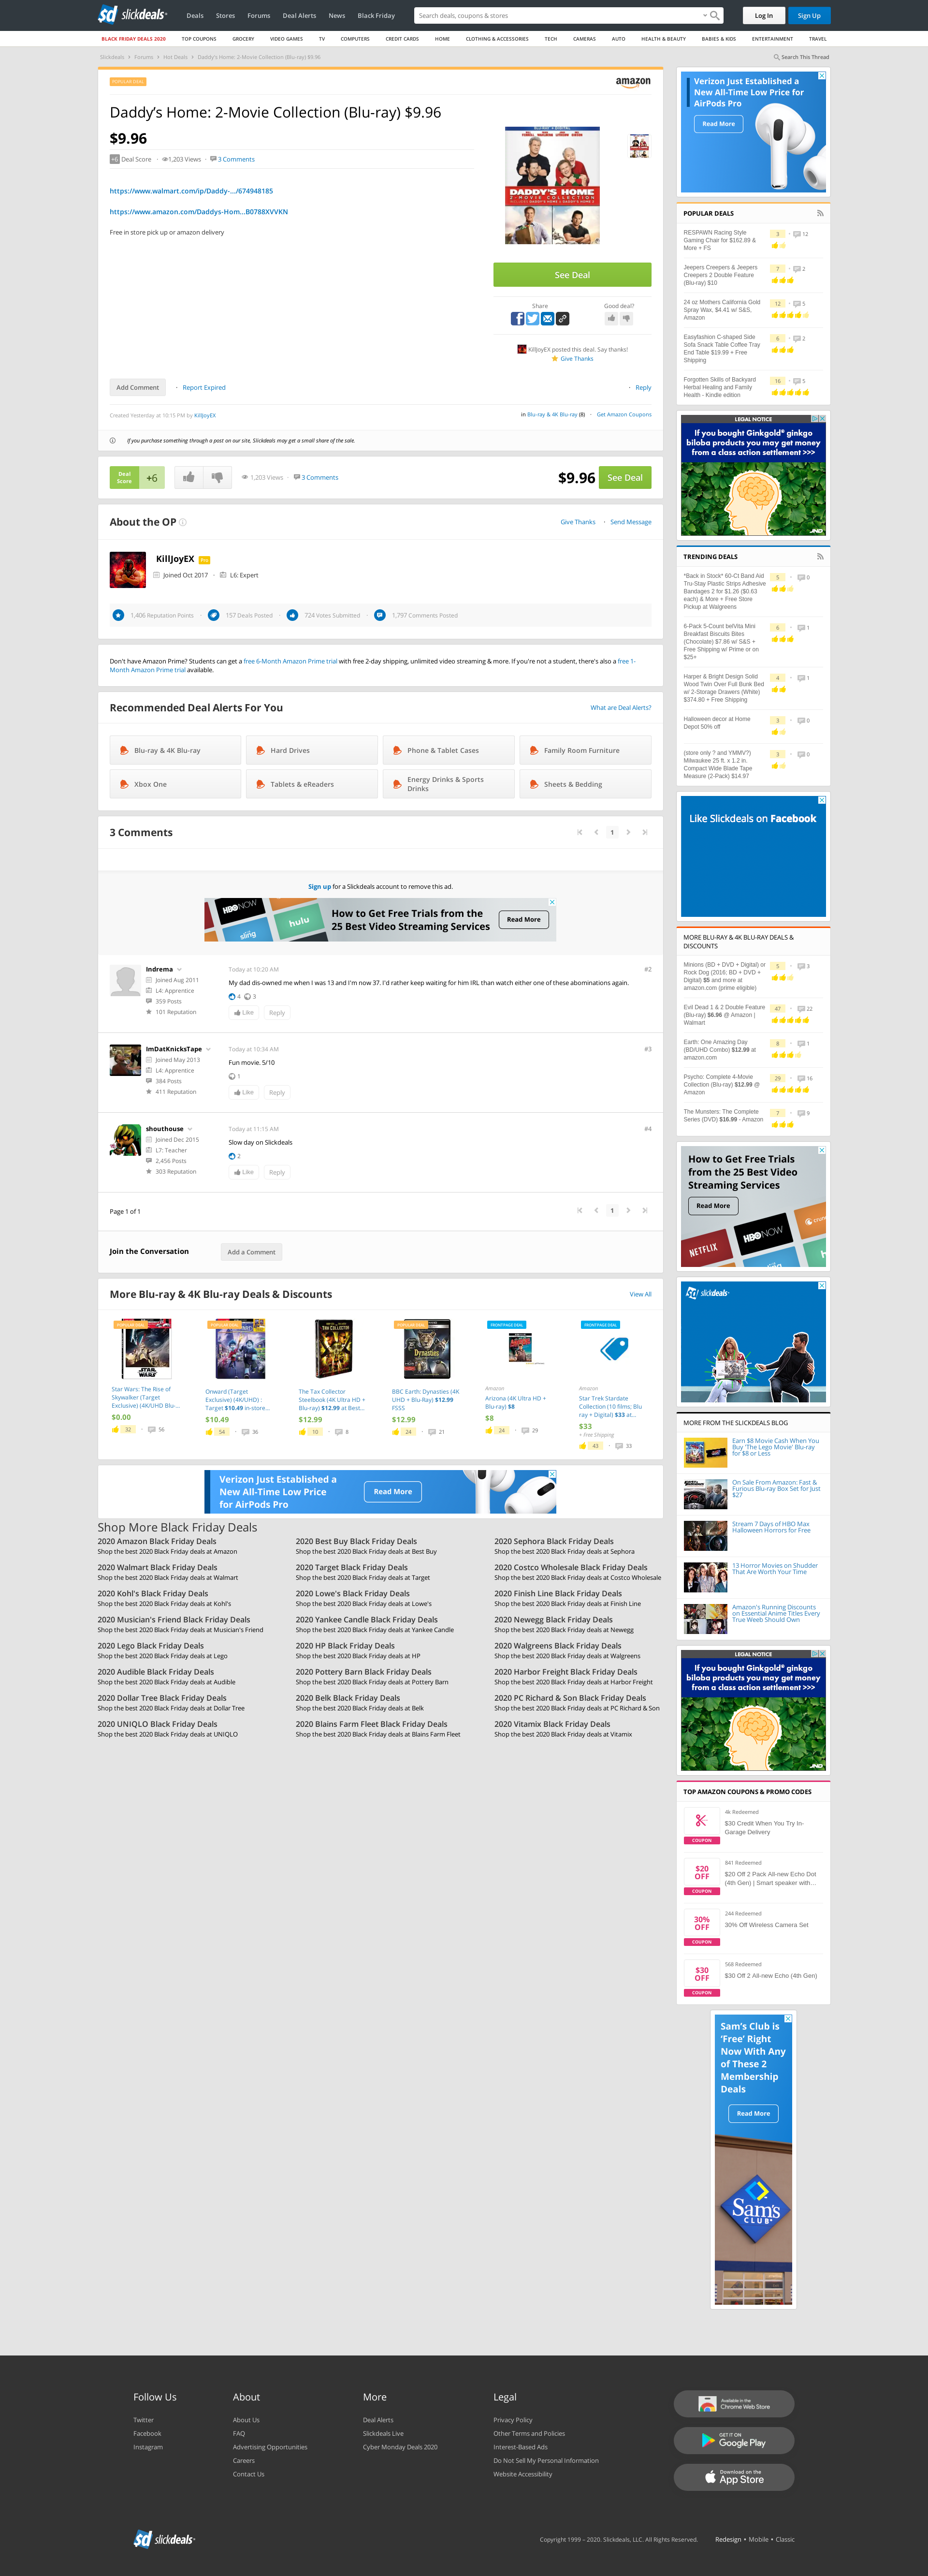 slickdeals
Deals Stores Forums Deal Alerts News Black Friday
Search deals, coupons & stores
Log In
Sign Up
BLACK FRIDAY DEALS 2020 TOP COUPONS GROCERY VIDEO GAMES TV COMPUTERS CREDIT CARDS HOME CLOTHING & ACCESSORIES TECH CAMERAS AUTO HEALTH & BEAUTY BABIES & KIDS ENTERTAINMENT TRAVEL
Slickdeals > Forums > Hot Deals > Daddy's Home: 2-Movie Collection (Blu-ray) $9.96
Search This Thread
POPULAR DEAL
amazon
Daddy's Home: 2-Movie Collection (Blu-ray) $9.96
$9.96
+6 Deal Score · 1,203 Views · 3 Comments
https://www.walmart.com/ip/Daddy-.../674948185
https://www.amazon.com/Daddys-Hom...B0788XVVKN
Free in store pick up or amazon delivery
DADDY'S HOME
2-MOVIE COLLECTION
See Deal
Share
Good deal?
KillJoyEX posted this deal. Say thanks!
Give Thanks
Add Comment · Report Expired
· Reply
Created Yesterday at 10:15 PM by KillJoyEX
in Blu-ray & 4K Blu-ray (8) · Get Amazon Coupons
If you purchase something through a post on our site, Slickdeals may get a small share of the sale.
Deal Score
+6
1,203 Views · 3 Comments
$9.96
See Deal
About the OP
Give Thanks · Send Message
KillJoyEX Pro
Joined Oct 2017 · L6: Expert
1,406 Reputation Points · 157 Deals Posted · 724 Votes Submitted · 1,797 Comments Posted
Don't have Amazon Prime? Students can get a free 6-Month Amazon Prime trial with free 2-day shipping, unlimited video streaming & more. If you're not a student, there's also a free 1-
Month Amazon Prime trial available.
Recommended Deal Alerts For You
What are Deal Alerts?
Blu-ray & 4K Blu-ray
Hard Drives
Phone & Tablet Cases
Family Room Furniture
Xbox One
Tablets & eReaders
Energy Drinks & Sports
Drinks
Sheets & Bedding
3 Comments
1
Sign up for a Slickdeals account to remove this ad.
HBO NOW
hulu
sling
How to Get Free Trials from the
25 Best Video Streaming Services
Read More
Indrema
Joined Aug 2011
L4: Apprentice
359 Posts
101 Reputation
Today at 10:20 AM
#2
My dad dis-owned me when I was 13 and I'm now 37. I'd rather keep waiting for him IRL than watch either one of these abominations again.
4 3
Like Reply
ImDatKnicksTape
Joined May 2013
L4: Apprentice
384 Posts
411 Reputation
Today at 10:34 AM
#3
Fun movie. 5/10
1
Like Reply
shouthouse
Joined Dec 2015
L7: Teacher
2,456 Posts
303 Reputation
Today at 11:15 AM
#4
Slow day on Slickdeals
2
Like Reply
Page 1 of 1
1
Join the Conversation
Add a Comment
More Blu-ray & 4K Blu-ray Deals & Discounts
View All
POPULAR DEAL
Star Wars: The Rise of
Skywalker (Target
Exclusive) (4K/UHD Blu-...
$0.00
32 · 56
POPULAR DEAL
Onward (Target
Exclusive) (4K/UHD) :
Target $10.49 in-store...
$10.49
54 · 36
The Tax Collector
Steelbook (4K Ultra HD +
Blu-ray) $12.99 at Best...
$12.99
10 · 8
POPULAR DEAL
BBC Earth: Dynasties (4K
UHD + Blu-Ray) $12.99
FSSS
$12.99
24 · 21
FRONTPAGE DEAL
Amazon
Arizona (4K Ultra HD +
Blu-ray) $8
$8
24 · 29
FRONTPAGE DEAL
Amazon
Star Trek Stardate
Collection (10 films; Blu
ray + Digital) $33 at...
$33
+ Free Shipping
43 · 33
Verizon Just Established a
New All-Time Low Price
for AirPods Pro
Read More
Shop More Black Friday Deals
2020 Amazon Black Friday Deals
Shop the best 2020 Black Friday deals at Amazon
2020 Best Buy Black Friday Deals
Shop the best 2020 Black Friday deals at Best Buy
2020 Sephora Black Friday Deals
Shop the best 2020 Black Friday deals at Sephora
2020 Walmart Black Friday Deals
Shop the best 2020 Black Friday deals at Walmart
2020 Target Black Friday Deals
Shop the best 2020 Black Friday deals at Target
2020 Costco Wholesale Black Friday Deals
Shop the best 2020 Black Friday deals at Costco Wholesale
2020 Kohl's Black Friday Deals
Shop the best 2020 Black Friday deals at Kohl's
2020 Lowe's Black Friday Deals
Shop the best 2020 Black Friday deals at Lowe's
2020 Finish Line Black Friday Deals
Shop the best 2020 Black Friday deals at Finish Line
2020 Musician's Friend Black Friday Deals
Shop the best 2020 Black Friday deals at Musician's Friend
2020 Yankee Candle Black Friday Deals
Shop the best 2020 Black Friday deals at Yankee Candle
2020 Newegg Black Friday Deals
Shop the best 2020 Black Friday deals at Newegg
2020 Lego Black Friday Deals
Shop the best 2020 Black Friday deals at Lego
2020 HP Black Friday Deals
Shop the best 2020 Black Friday deals at HP
2020 Walgreens Black Friday Deals
Shop the best 2020 Black Friday deals at Walgreens
2020 Audible Black Friday Deals
Shop the best 2020 Black Friday deals at Audible
2020 Pottery Barn Black Friday Deals
Shop the best 2020 Black Friday deals at Pottery Barn
2020 Harbor Freight Black Friday Deals
Shop the best 2020 Black Friday deals at Harbor Freight
2020 Dollar Tree Black Friday Deals
Shop the best 2020 Black Friday deals at Dollar Tree
2020 Belk Black Friday Deals
Shop the best 2020 Black Friday deals at Belk
2020 PC Richard & Son Black Friday Deals
Shop the best 2020 Black Friday deals at PC Richard & Son
2020 UNIQLO Black Friday Deals
Shop the best 2020 Black Friday deals at UNIQLO
2020 Blains Farm Fleet Black Friday Deals
Shop the best 2020 Black Friday deals at Blains Farm Fleet
2020 Vitamix Black Friday Deals
Shop the best 2020 Black Friday deals at Vitamix
Verizon Just Established a
New All-Time Low Price for
AirPods Pro
Read More
POPULAR DEALS
RESPAWN Racing Style
Gaming Chair for $162.89 &
More + FS
3 · 12
Jeepers Creepers & Jeepers
Creepers 2 Double Feature
(Blu-ray) $10
7 · 2
24 oz Mothers California Gold
Spray Wax, $4.41 w/ S&S,
Amazon
12 · 5
Easyfashion C-shaped Side
Sofa Snack Table Coffee Tray
End Table $19.99 + Free
Shipping
6 · 2
Forgotten Skills of Backyard
Herbal Healing and Family
Health - Kindle edition
16 · 5
LEGAL NOTICE
If you bought Ginkgold® ginkgo
biloba products you may get money
from a class action settlement >>>
JND
TRENDING DEALS
*Back in Stock* 60-Ct Band Aid
Tru-Stay Plastic Strips Adhesive
Bandages 2 for $1.26 ($0.63
each) & More + Free Store
Pickup at Walgreens
5 · 0
6-Pack 5-Count belVita Mini
Breakfast Biscuits Bites
(Chocolate) $7.86 w/ S&S +
Free Shipping w/ Prime or on
$25+
6 · 1
Harper & Bright Design Solid
Wood Twin Over Full Bunk Bed
w/ 2-Storage Drawers (White)
$374.80 + Free Shipping
4 · 1
Halloween decor at Home
Depot 50% off
3 · 0
(store only ? and YMMV?)
Milwaukee 25 ft. x 1.2 in.
Compact Wide Blade Tape
Measure (2-Pack) $14.97
3 · 0
Like Slickdeals on Facebook
MORE BLU-RAY & 4K BLU-RAY DEALS &
DISCOUNTS
Minions (BD + DVD + Digital) or
Rock Dog (2016; BD + DVD +
Digital) $5 and more at
amazon.com (prime eligible)
5 · 3
Evil Dead 1 & 2 Double Feature
(Blu-ray) $6.96 @ Amazon |
Walmart
47 · 22
Earth: One Amazing Day
(BD/UHD Combo) $12.99 at
amazon.com
8 · 1
Psycho: Complete 4-Movie
Collection (Blu-ray) $12.99 @
Amazon
29 · 16
The Munsters: The Complete
Series (DVD) $16.99 - Amazon
7 · 9
How to Get Free Trials
from the 25 Best Video
Streaming Services
Read More
crunchyroll
NETFLIX
HBO NOW
slickdeals
MORE FROM THE SLICKDEALS BLOG
Earn $8 Movie Cash When You
Buy 'The Lego Movie' Blu-ray
for $8 or Less
On Sale From Amazon: Fast &
Furious Blu-ray Box Set for Just
$27
Stream 7 Days of HBO Max
Halloween Horrors for Free
13 Horror Movies on Shudder
That Are Worth Your Time
Amazon's Running Discounts
on Essential Anime Titles Every
True Weeb Should Own
LEGAL NOTICE
If you bought Ginkgold® ginkgo
biloba products you may get money
from a class action settlement >>>
JND
TOP AMAZON COUPONS & PROMO CODES
4k Redeemed
$30 Credit When You Try In-
Garage Delivery
COUPON
$20
OFF
COUPON
841 Redeemed
$20 Off 2 Pack All-new Echo Dot
(4th Gen) | Smart speaker with...
30%
OFF
COUPON
244 Redeemed
30% Off Wireless Camera Set
$30
OFF
COUPON
568 Redeemed
$30 Off 2 All-new Echo (4th Gen)
Sam's Club is
'Free' Right
Now With Any
of These 2
Membership
Deals
Read More
Sam's
CLUB
Follow Us
Twitter
Facebook
Instagram
About
About Us
FAQ
Advertising Opportunities
Careers
Contact Us
More
Deal Alerts
Slickdeals Live
Cyber Monday Deals 2020
Legal
Privacy Policy
Other Terms and Policies
Interest-Based Ads
Do Not Sell My Personal Information
Website Accessibility
Available in the
Chrome Web Store
GET IT ON
Google Play
Download on the
App Store
slickdeals
Copyright 1999 – 2020. Slickdeals, LLC. All Rights Reserved.
Redesign • Mobile • Classic